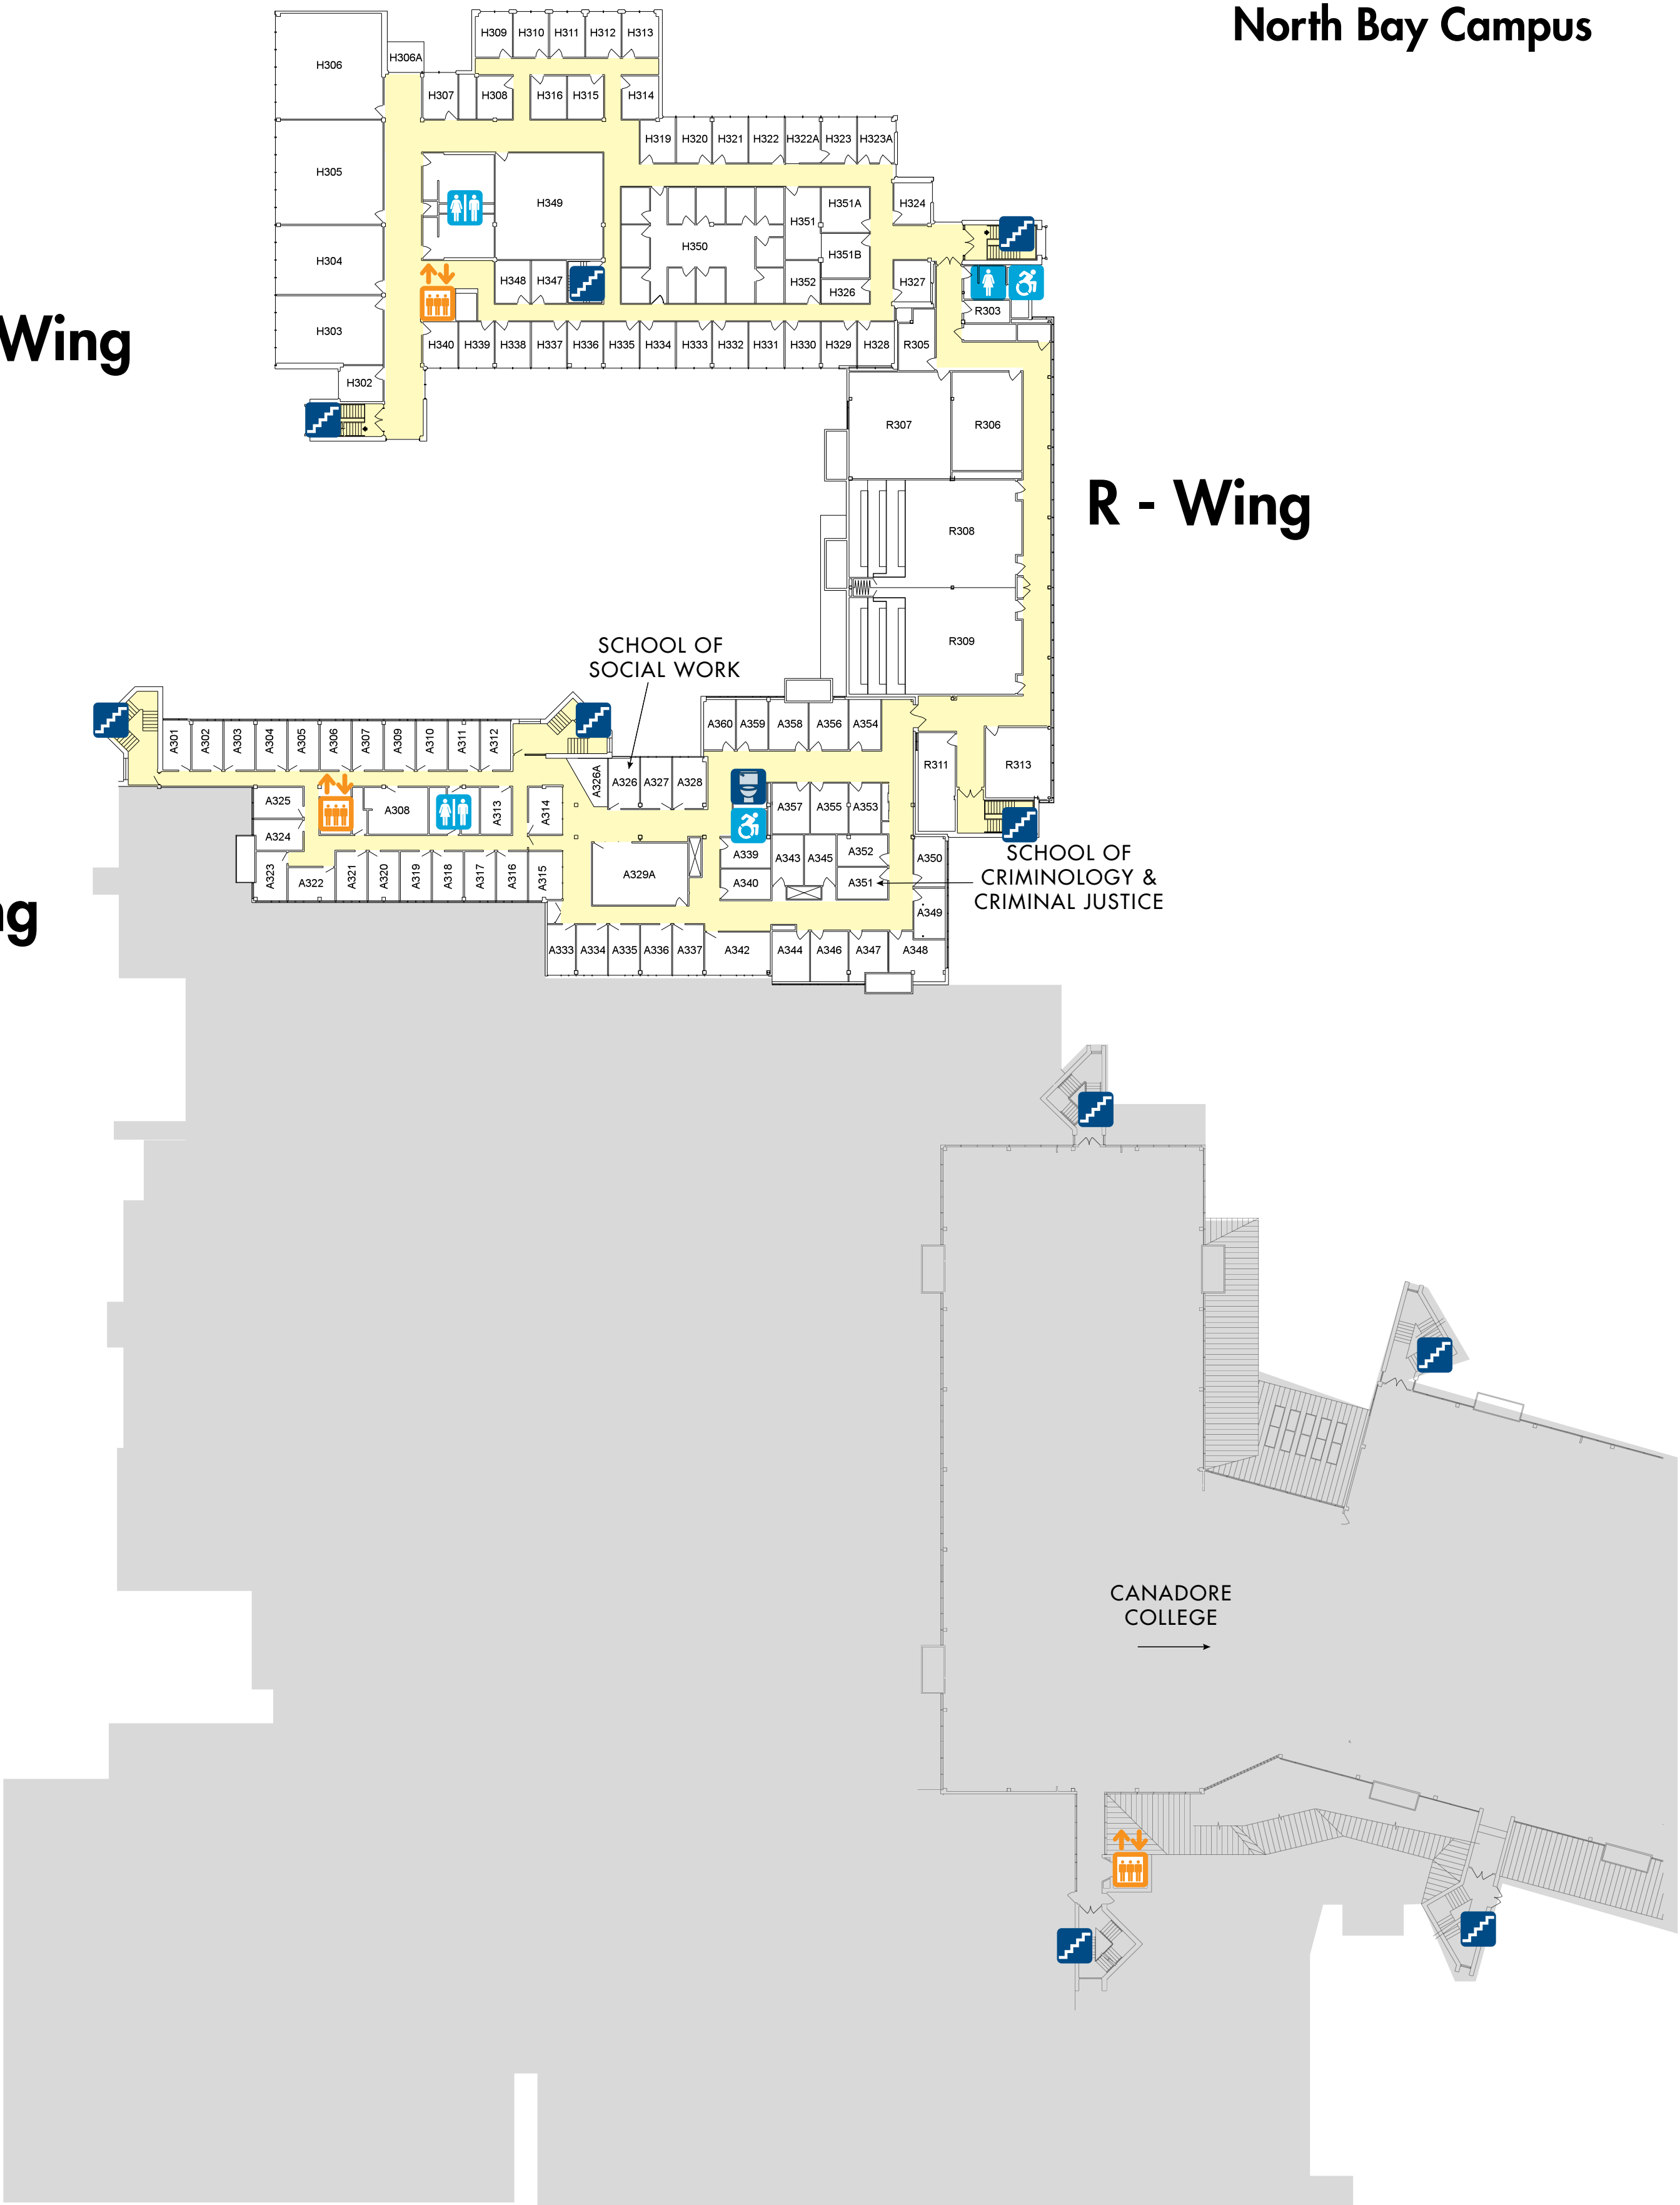 North Bay Campus
H309 H310 H311 H312 H313
H306 H306A
H307 H308 H316 H315 H314
H319 H320 H321 H322 H322A H323 H323A
H305
H349 H351 H351A H324
H304 H350 H351B
H348 H347 H352 H326 H327
R303
H303
Wing
H340 H339 H338 H337 H336 H335 H334 H333 H332 H331 H330 H329 H328 R305
H302
R307 R306
R - Wing
R308
R309
SCHOOL OF
SOCIAL WORK
A360 A359 A358 A356 A354
A301 A302 A303 A304 A305 A306 A307 A309 A310 A311 A312
R311 R313
A326A A326 A327 A328
A325 A308 A313 A314 A357 A355 A353
A324
A339 A343 A345 A352 A350
SCHOOL OF
CRIMINOLOGY &
CRIMINAL JUSTICE
A323 A322 A321 A320 A319 A318 A317 A316 A315 A329A A340 A351
ng
A349
A333 A334 A335 A336 A337 A342 A344 A346 A347 A348
CANADORE
COLLEGE